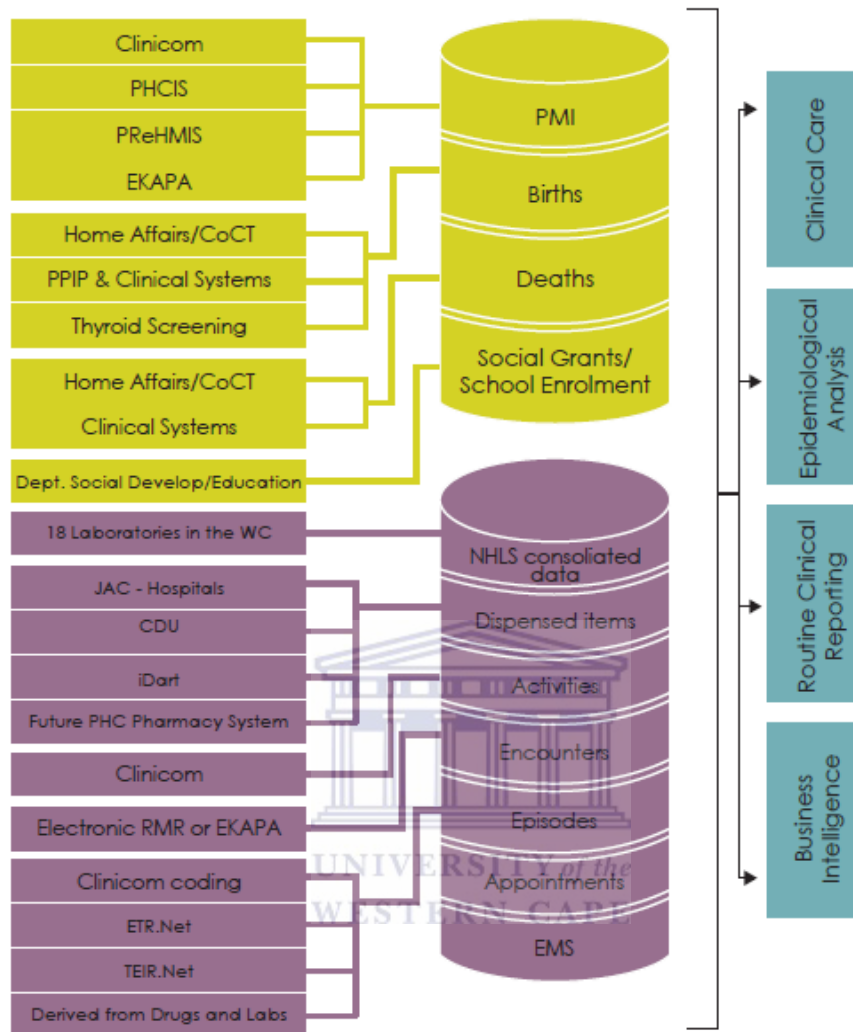 Clinicom
PHCIS
PReHMIS
EKAPA
Home Affairs/CoCT
PPIP & Clinical Systems
Thyroid Screening
Home Affairs/CoCT
Clinical Systems
Dept. Social Develop/Education
18 Laboratories in the WC
JAC - Hospitals
CDU
iDart
Future PHC Pharmacy System
Clinicom
Electronic RMR or EKAPA
Clinicom coding
ETR.Net
TEIR.Net
Derived from Drugs and Labs
PMI
Births
Deaths
Social Grants/
School Enrolment
NHLS consoliated
data
Dispensed items
Activities
Encounters
Episodes
Appointments
EMS
UNIVERSITY of the
WESTERN CAPE
Clinical Care
Epidemiological
Analysis
Routine Clinical
Reporting
Business
Intelligence